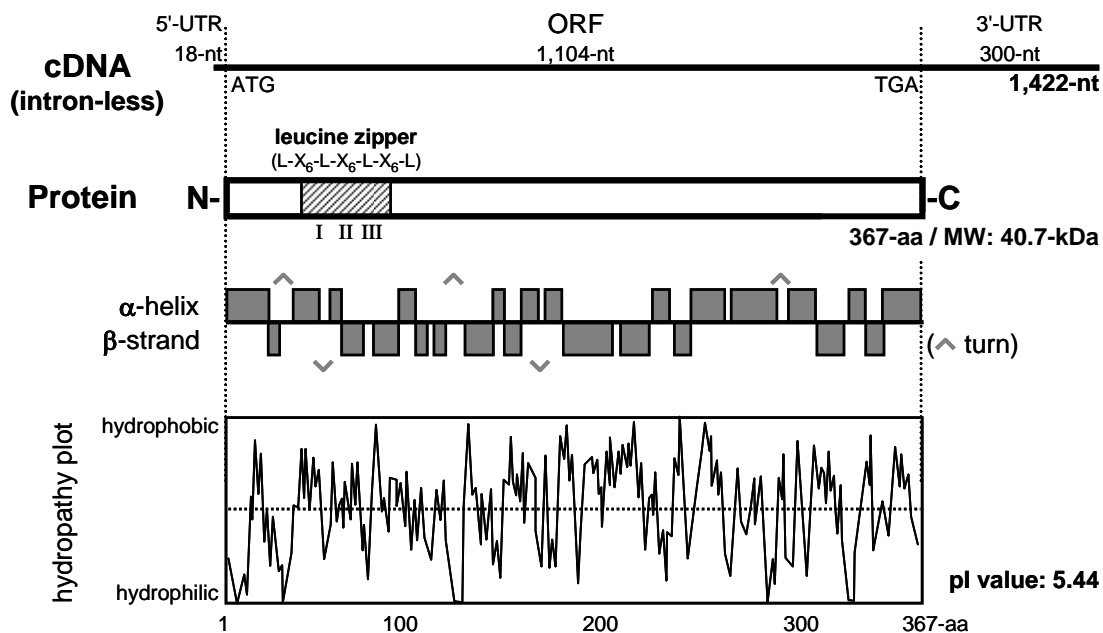 5'-UTR
ORF
3'-UTR
18-nt
1,104-nt
300-nt
cDNA
(intron-less)
ATG
TGA
1,422-nt
leucine zipper
(L-X6-L-X6-L-X6-L)
Protein
N-
-C
I II III
367-aa / MW: 40.7-kDa
α-helix
β-strand
(^ turn)
hydropathy plot
hydrophobic
hydrophilic
pI value: 5.44
1 100 200 300 367-aa